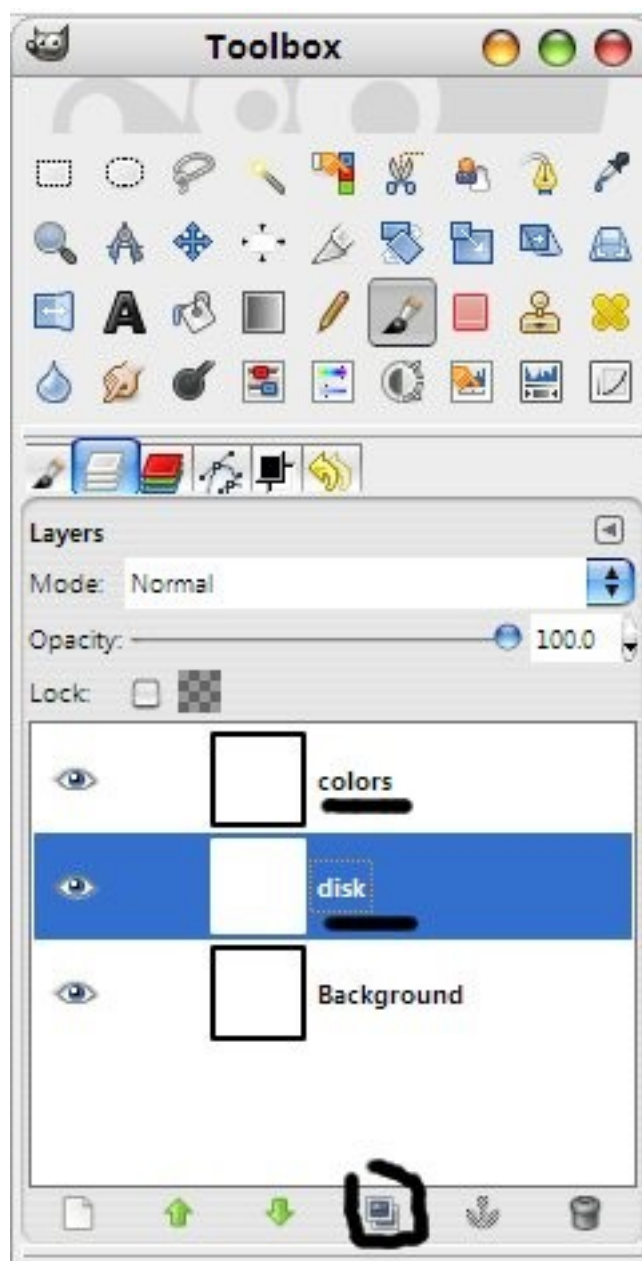 Toolbox
Layers
Mode: Normal
Opacity: 100.0
Lock:
colors
disk
Background